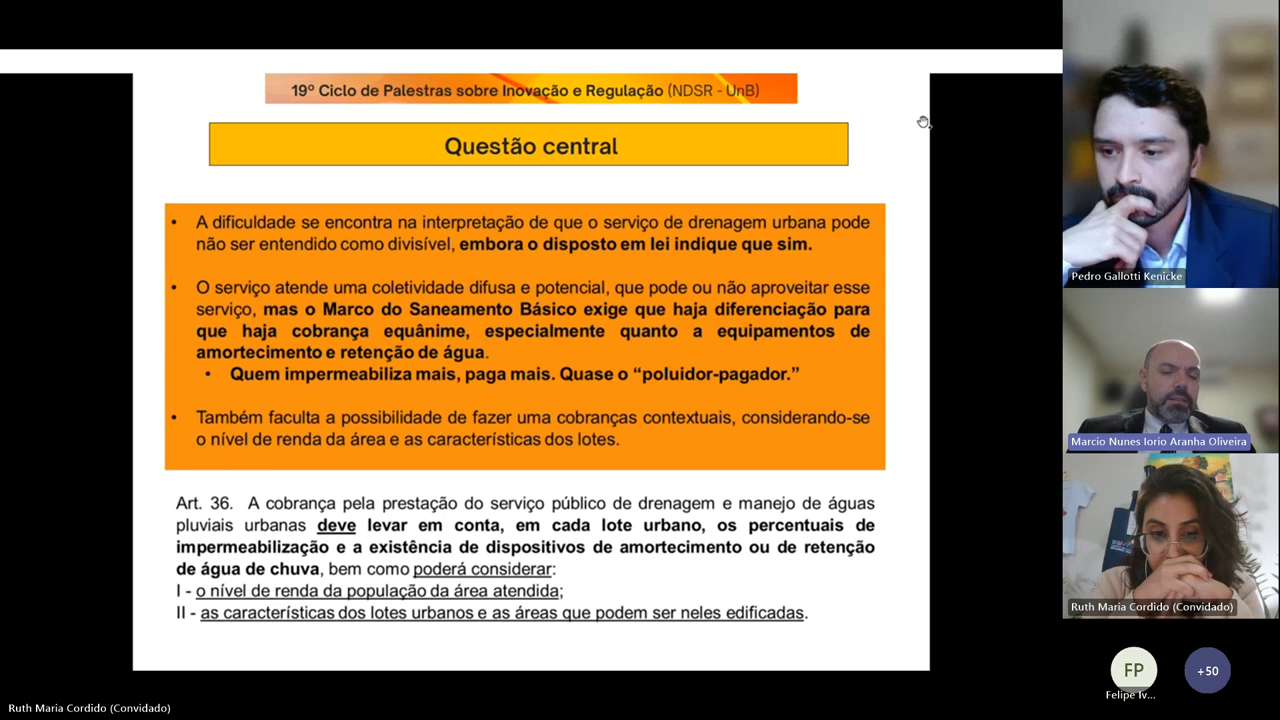 19º Ciclo de Palestras sobre Inovação e Regulação (NDSR - UnB)
Questão central
• A dificuldade se encontra na interpretação de que o serviço de drenagem urbana pode
não ser entendido como divisível, embora o disposto em lei indique que sim.
• O serviço atende uma coletividade difusa e potencial, que pode ou não aproveitar esse
serviço, mas o Marco do Saneamento Básico exige que haja diferenciação para
que haja cobrança equânime, especialmente quanto a equipamentos de
amortecimento e retenção de água.
• Quem impermeabiliza mais, paga mais. Quase o “poluidor-pagador.”
• Também faculta a possibilidade de fazer uma cobranças contextuais, considerando-se
o nível de renda da área e as características dos lotes.
Art. 36. A cobrança pela prestação do serviço público de drenagem e manejo de águas
pluviais urbanas deve levar em conta, em cada lote urbano, os percentuais de
impermeabilização e a existência de dispositivos de amortecimento ou de retenção
de água de chuva, bem como poderá considerar:
I - o nível de renda da população da área atendida;
II - as características dos lotes urbanos e as áreas que podem ser neles edificadas.
Pedro Gallotti Kenicke
Marcio Nunes Iorio Aranha Oliveira
Ruth Maria Cordido (Convidado)
FP
+50
Felipe Iv...
Ruth Maria Cordido (Convidado)